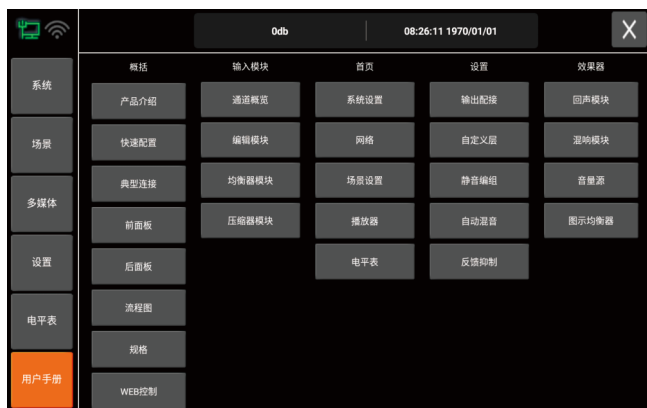 0db
08:26:11 1970/01/01
X
系统
场景
多媒体
设置
电平表
用户手册
概括
输入模块
首页
设置
效果器
产品介绍
通道概览
系统设置
输出配接
回声模块
快速配置
编辑模块
网络
自定义层
混响模块
典型连接
均衡器模块
场景设置
静音编组
音量源
前面板
压缩器模块
播放器
自动混音
图示均衡器
后面板
电平表
反馈抑制
流程图
规格
WEB控制